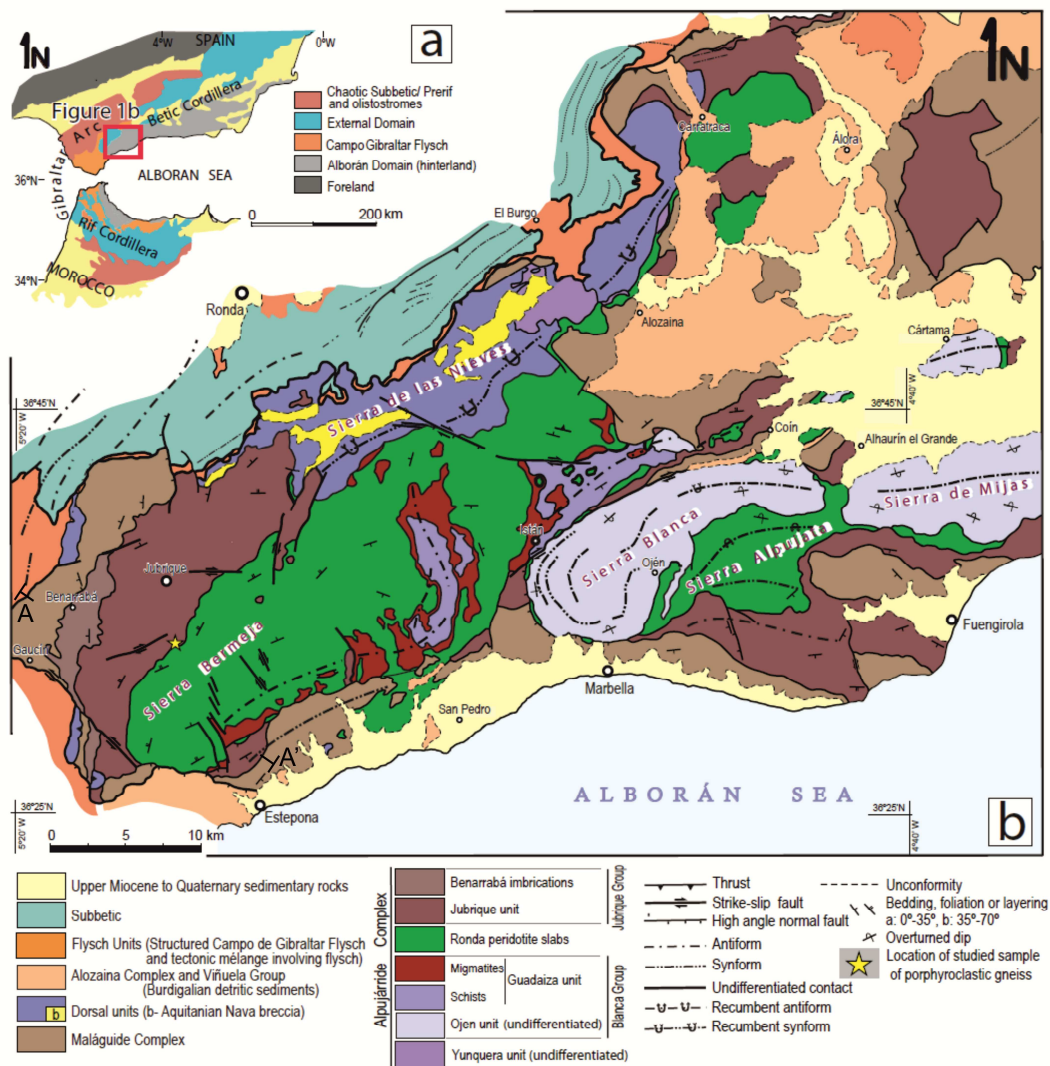 1N
4°W
SPAIN
0°W
a
Figure 1b
Betic Cordillera
Arc
Gibraltar
36°N
ALBORAN SEA
Rif Cordillera
34°N
MOROCCO
Chaotic Subbetic/ Prerif
and olistostromes
External Domain
Campo Gibraltar Flysch
Alborán Domain (hinterland)
Foreland
0 200 km
1N
Carratraca
Álora
El Burgo
Ronda
Alozaina
Cártama
Sierra de las Nieves
36°45'N
5°20' W
36°45'N
4°40' W
Coín
Alhaurín el Grande
Sierra de Mijas
Istán
Sierra Blanca
Ojén
Sierra Alpujata
Jubrique
A
Benarrabá
Gaucín
Sierra Bermeja
Fuengirola
Marbella
San Pedro
A'
ALBORÁN SEA
36°25'N
5°20' W
Estepona
36°25'N
4°40' W
b
0 5 10 km
Upper Miocene to Quaternary sedimentary rocks
Subbetic
Flysch Units (Structured Campo de Gibraltar Flysch
and tectonic mélange involving flysch)
Alozaina Complex and Viñuela Group
(Burdigalian detritic sediments)
b
Dorsal units (b- Aquitanian Nava breccia)
Maláguide Complex
Alpujárride Complex
Benarrabá imbrications
Jubrique unit
Jubrique Group
Ronda peridotite slabs
Migmatites
Guadaiza unit
Schists
Ojen unit (undifferentiated)
Blanca Group
Yunquera unit (undifferentiated)
Thrust
Strike-slip fault
High angle normal fault
Antiform
Synform
Undifferentiated contact
Recumbent antiform
Recumbent synform
Unconformity
Bedding, foliation or layering
a: 0º-35º, b: 35º-70º
Overturned dip
Location of studied sample
of porphyroclastic gneiss